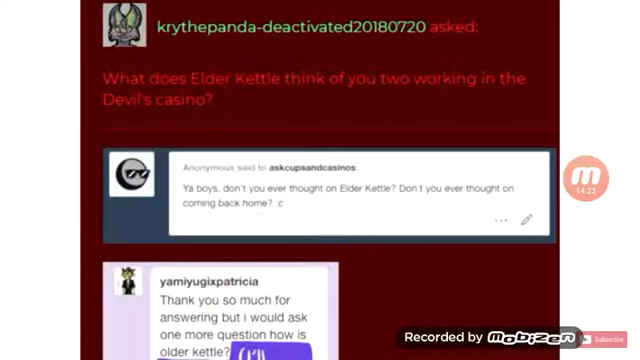 krythepanda-deactivated20180720 asked:
What does Elder Kettle think of you two working in the
Devil's casino?
Anonymous said to askcupsandcasinos:
Ya boys, don't you ever thought on Elder Kettle? Don't you ever thought on
coming back home? :c
yamiyugixpatricia
Thank you so much for
answering but i would ask
one more question how is
older kettle?
14:23
Recorded by MOBIZEN
Subscribe